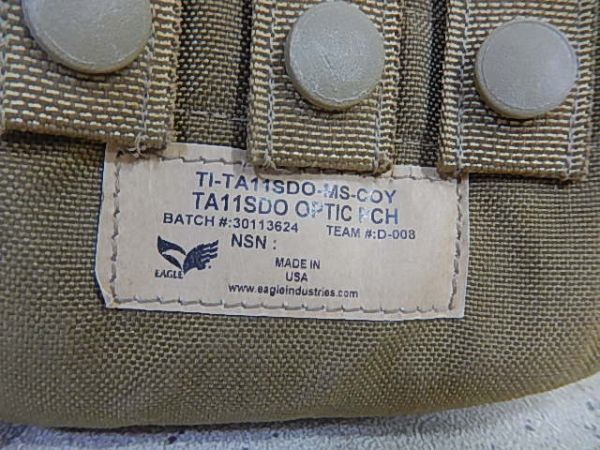 TI-TA11SDO-MS-COY
TA11SDO OPTIC PCH
BATCH #:30113624 TEAM #:D-008
NSN :
EAGLE
MADE IN
USA
www.eagleindustries.com